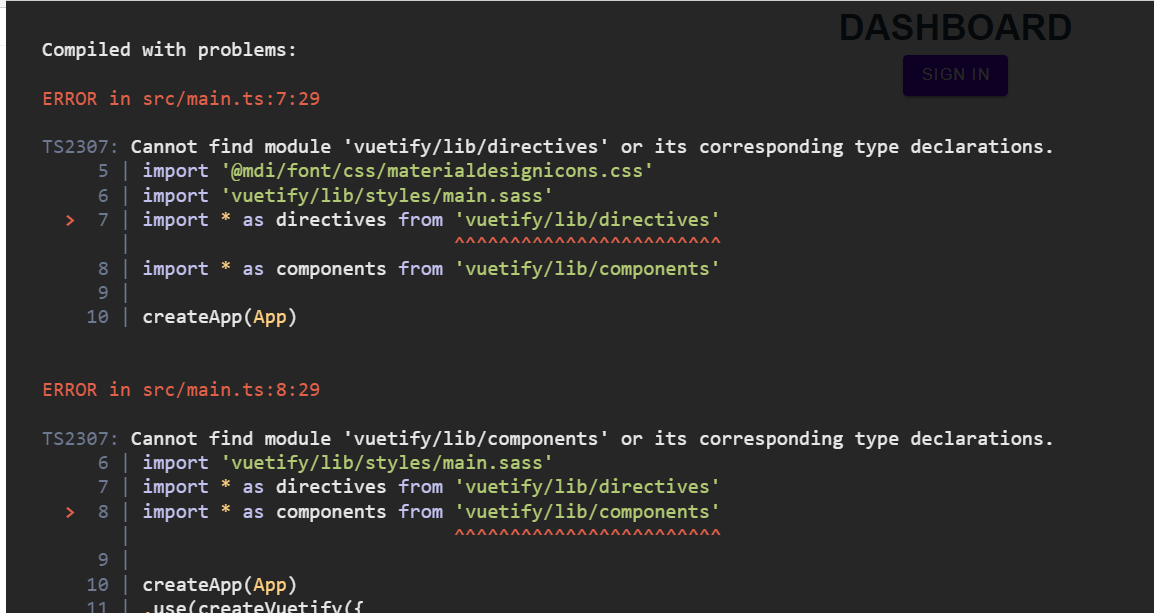 DASHBOARD
SIGN IN
Compiled with problems:
ERROR in src/main.ts:7:29
TS2307: Cannot find module 'vuetify/lib/directives' or its corresponding type declarations.
5 | import '@mdi/font/css/materialdesignicons.css'
6 | import 'vuetify/lib/styles/main.sass'
> 7 | import * as directives from 'vuetify/lib/directives'
| ^^^^^^^^^^^^^^^^^^^^^^^^
8 | import * as components from 'vuetify/lib/components'
9 |
10 | createApp(App)
ERROR in src/main.ts:8:29
TS2307: Cannot find module 'vuetify/lib/components' or its corresponding type declarations.
6 | import 'vuetify/lib/styles/main.sass'
7 | import * as directives from 'vuetify/lib/directives'
> 8 | import * as components from 'vuetify/lib/components'
| ^^^^^^^^^^^^^^^^^^^^^^^^
9 |
10 | createApp(App)
11 | .use(createVuetify({